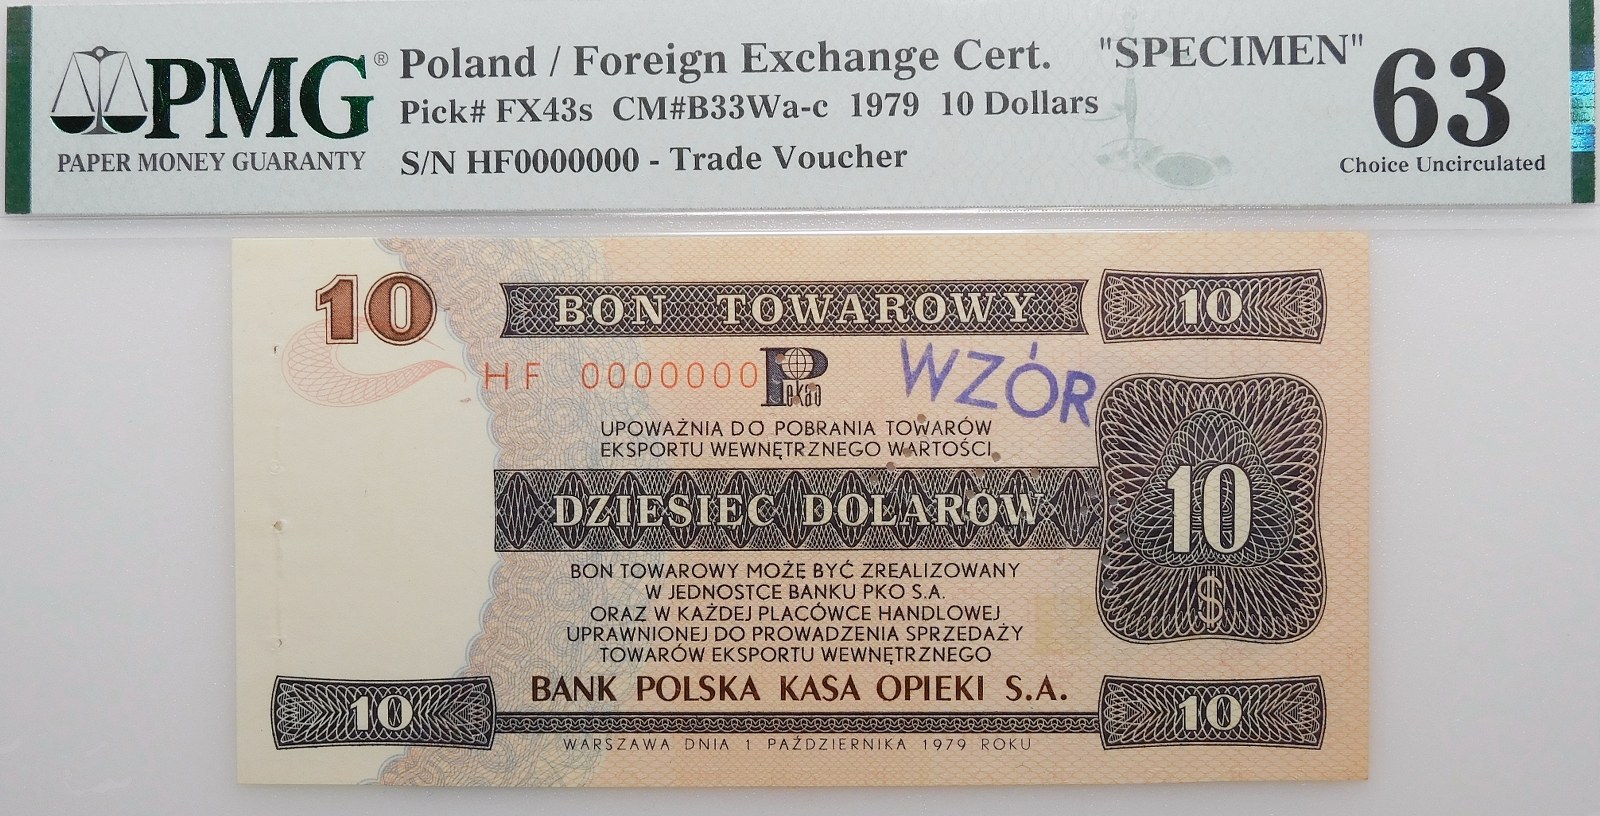 PMG® Poland / Foreign Exchange Cert. "SPECIMEN" 63
Pick# FX43s CM#B33Wa-c 1979 10 Dollars
PAPER MONEY GUARANTY S/N HF0000000 - Trade Voucher Choice Uncirculated
10 BON TOWAROWY 10
HF 0000000 Pekao WZÓR
UPOWAŻNIA DO POBRANIA TOWARÓW
EKSPORTU WEWNĘTRZNEGO WARTOŚCI
DZIESIĘĆ DOLARÓW 10
$
BON TOWAROWY MOŻE BYĆ ZREALIZOWANY
W JEDNOSTCE BANKU PKO S.A.
ORAZ W KAŻDEJ PLACÓWCE HANDLOWEJ
UPRAWNIONEJ DO PROWADZENIA SPRZEDAŻY
TOWARÓW EKSPORTU WEWNĘTRZNEGO
BANK POLSKA KASA OPIEKI S.A.
10 10
WARSZAWA DNIA 1 PAŹDZIERNIKA 1979 ROKU